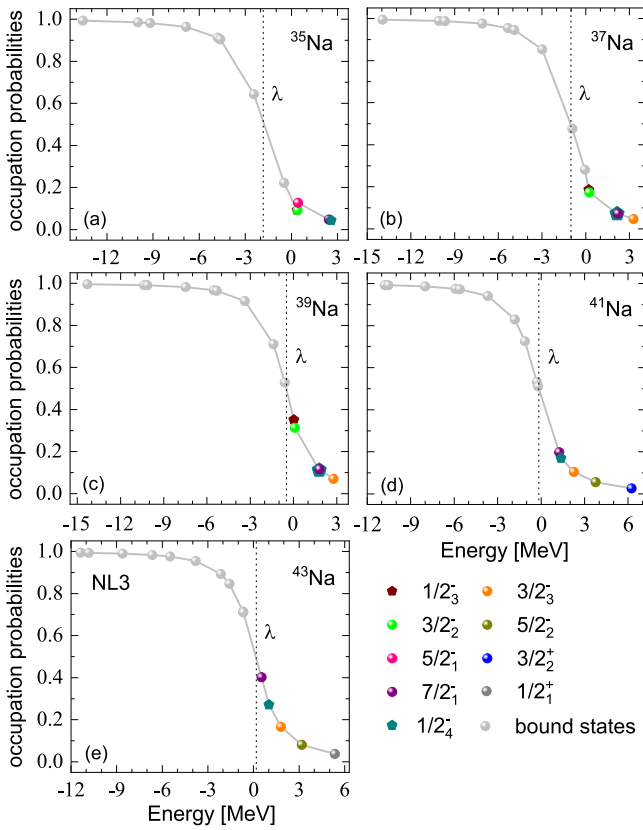 occupation probabilities
1.0
0.8
0.6
0.4
0.2
0.0
³⁵Na
λ
(a)
-12 -9 -6 -3 0 3
³⁷Na
λ
(b)
-15 -12 -9 -6 -3 0 3
occupation probabilities
1.0
0.8
0.6
0.4
0.2
0.0
³⁹Na
λ
(c)
-15 -12 -9 -6 -3 0 3
⁴¹Na
λ
(d)
-12 -9 -6 -3 0 3 6
Energy [MeV]
occupation probabilities
1.0
0.8
0.6
0.4
0.2
0.0
NL3
⁴³Na
λ
(e)
-12 -9 -6 -3 0 3 6
Energy [MeV]
1/2⁻₃
3/2⁻₃
3/2⁻₂
5/2⁻₂
5/2⁻₁
3/2⁺₂
7/2⁻₁
1/2⁺₁
1/2⁻₄
bound states